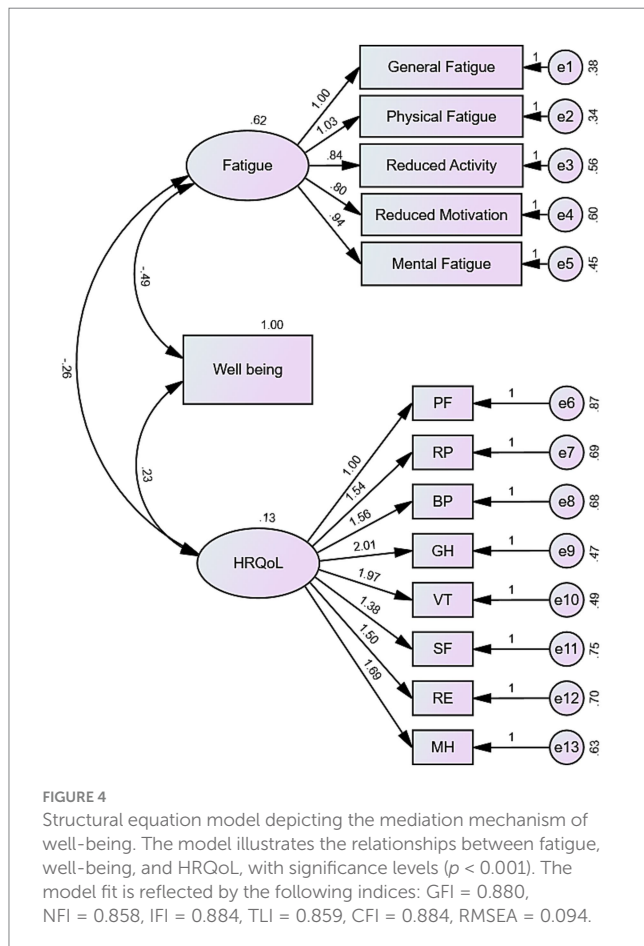 General Fatigue
1
e1
.38
1.00
Physical Fatigue
1
e2
.34
.62
1.03
Fatigue
.84
Reduced Activity
1
e3
.56
.80
Reduced Motivation
1
e4
.60
.94
Mental Fatigue
1
e5
.45
-.49
1.00
Well being
-.26
.23
PF
1
e6
.87
1.00
RP
1
e7
.69
1.54
BP
1
e8
.68
1.56
.13
HRQoL
2.01
GH
1
e9
.47
1.97
VT
1
e10
.49
1.38
SF
1
e11
.75
1.50
RE
1
e12
.70
1.69
MH
1
e13
.63
FIGURE 4
Structural equation model depicting the mediation mechanism of
well-being. The model illustrates the relationships between fatigue,
well-being, and HRQoL, with significance levels (p < 0.001). The
model fit is reflected by the following indices: GFI = 0.880,
NFI = 0.858, IFI = 0.884, TLI = 0.859, CFI = 0.884, RMSEA = 0.094.